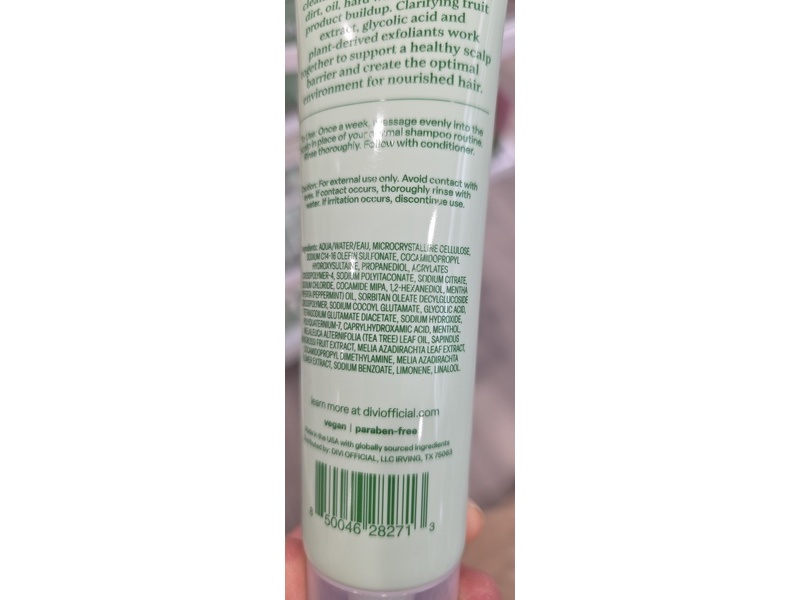 dirt, oil, hard
product buildup. Clarifying fruit
extract, glycolic acid and
plant-derived exfoliants work
together to support a healthy scalp
barrier and create the optimal
environment for nourished hair.
To Use: Once a week, massage evenly into the
in place of your normal shampoo routine.
Rinse thoroughly. Follow with conditioner.
Caution: For external use only. Avoid contact with
eyes. If contact occurs, thoroughly rinse with
water. If irritation occurs, discontinue use.
Ingredients: AQUA/WATER/EAU, MICROCRYSTALLINE CELLULOSE,
SODIUM C14-16 OLEFIN SULFONATE, COCAMIDOPROPYL
HYDROXYSULTAINE, PROPANEDIOL, ACRYLATES
CROSSPOLYMER-4, SODIUM POLYITACONATE, SODIUM CITRATE,
SODIUM CHLORIDE, COCAMIDE MIPA, 1,2-HEXANEDIOL, MENTHA
PIPERITA (PEPPERMINT) OIL, SORBITAN OLEATE DECYLGLUCOSIDE
CROSSPOLYMER, SODIUM COCOYL GLUTAMATE, GLYCOLIC ACID,
TETRASODIUM GLUTAMATE DIACETATE, SODIUM HYDROXIDE,
POLYQUATERNIUM-7, CAPRYLHYDROXAMIC ACID, MENTHOL,
MELALEUCA ALTERNIFOLIA (TEA TREE) LEAF OIL, SAPINDUS
MUKOROSSI FRUIT EXTRACT, MELIA AZADIRACHTA LEAF EXTRACT,
COCAMIDOPROPYL DIMETHYLAMINE, MELIA AZADIRACHTA
FLOWER EXTRACT, SODIUM BENZOATE, LIMONENE, LINALOOL.
learn more at diviofficial.com
vegan | paraben-free
Made in the USA with globally sourced ingredients
Distributed by: DIVI OFFICIAL, LLC IRVING, TX 75063
8 50046 28271 3